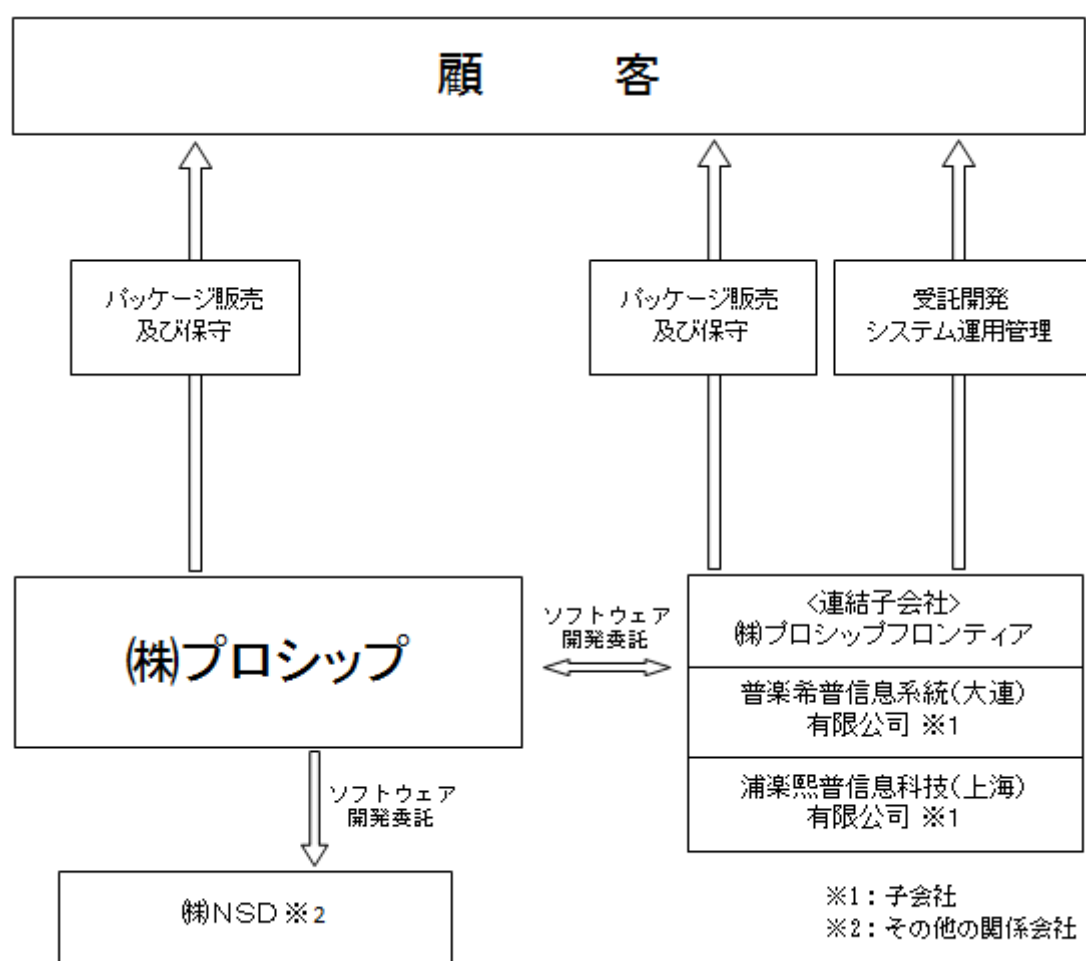 顧 客
パッケージ販売
及び保守
パッケージ販売
及び保守
受託開発
システム運用管理
㈱プロシップ
ソフトウェア
開発委託
<連結子会社>
㈱プロシップフロンティア
普楽希普信息系統(大連)
有限公司 ※1
浦楽熙普信息科技(上海)
有限公司 ※1
ソフトウェア
開発委託
㈱NSD※2
※1:子会社
※2:その他の関係会社